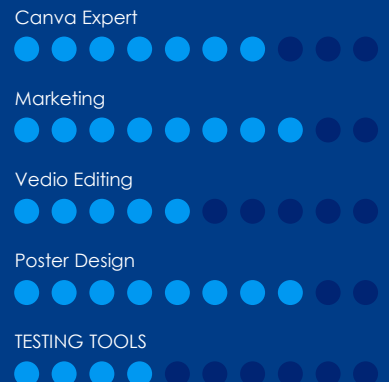 Canva Expert
Marketing
Vedio Editing
Poster Design
TESTING TOOLS